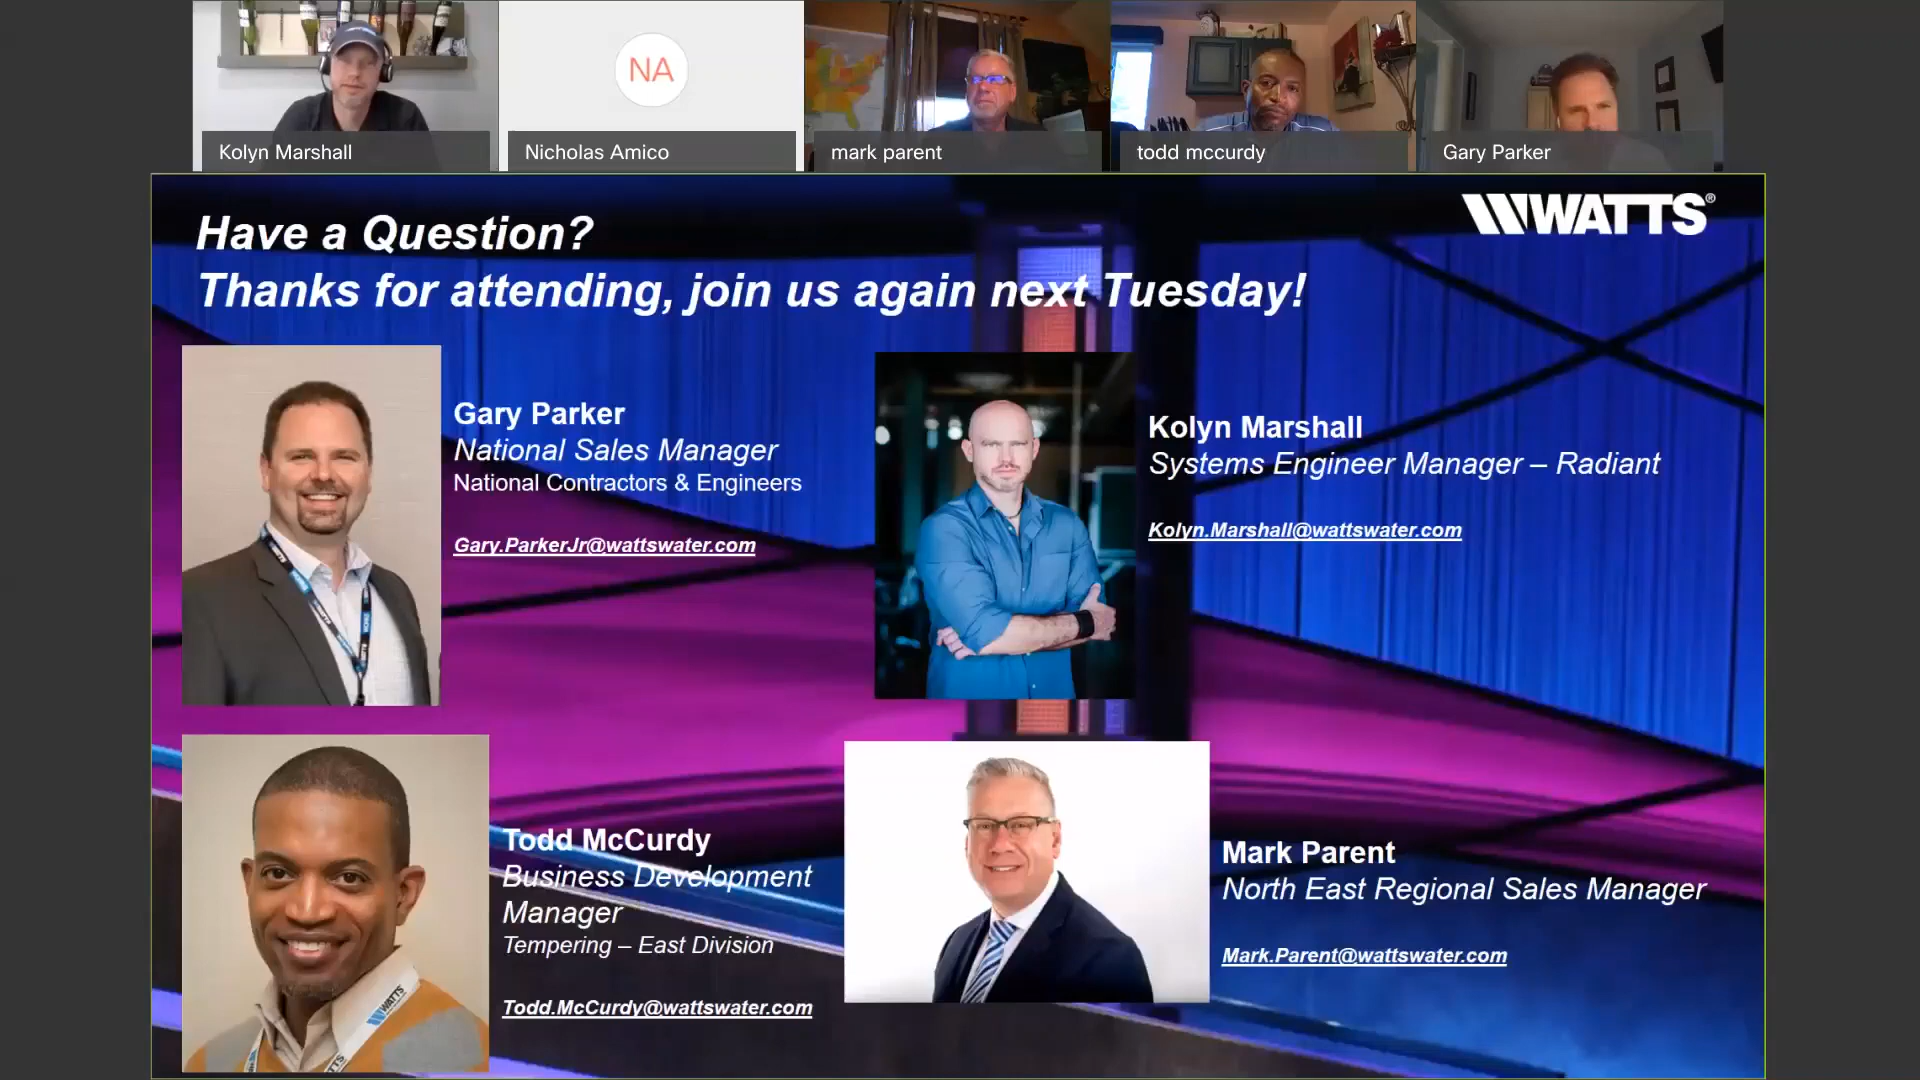 Kolyn Marshall
NA
Nicholas Amico
mark parent
todd mccurdy
Gary Parker
WATTS®
Have a Question?
Thanks for attending, join us again next Tuesday!
Gary Parker
National Sales Manager
National Contractors & Engineers
Gary.ParkerJr@wattswater.com
Kolyn Marshall
Systems Engineer Manager – Radiant
Kolyn.Marshall@wattswater.com
Todd McCurdy
Business Development
Manager
Tempering – East Division
Todd.McCurdy@wattswater.com
WATTS
Mark Parent
North East Regional Sales Manager
Mark.Parent@wattswater.com